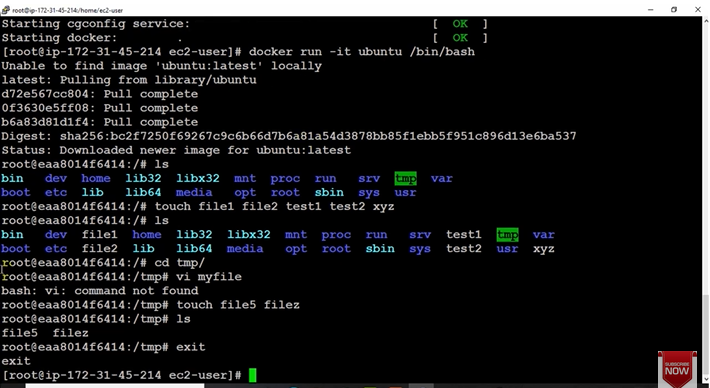 root@ip-172-31-45-214:/home/ec2-user
Starting cgconfig service: [ OK ]
Starting docker: . [ OK ]
[root@ip-172-31-45-214 ec2-user]# docker run -it ubuntu /bin/bash
Unable to find image 'ubuntu:latest' locally
latest: Pulling from library/ubuntu
d72e567cc804: Pull complete
0f3630e5ff08: Pull complete
b6a83d81d1f4: Pull complete
Digest: sha256:bc2f7250f69267c9c6b66d7b6a81a54d3878bb85f1ebb5f951c896d13e6ba537
Status: Downloaded newer image for ubuntu:latest
root@eaa8014f6414:/# ls
bin dev home lib32 libx32 mnt proc run srv tmp var
boot etc lib lib64 media opt root sbin sys usr
root@eaa8014f6414:/# touch file1 file2 test1 test2 xyz
root@eaa8014f6414:/# ls
bin dev file1 home lib32 libx32 mnt proc run srv test1 tmp var
boot etc file2 lib lib64 media opt root sbin sys test2 usr xyz
root@eaa8014f6414:/# cd tmp/
root@eaa8014f6414:/tmp# vi myfile
bash: vi: command not found
root@eaa8014f6414:/tmp# touch file5 filez
root@eaa8014f6414:/tmp# ls
file5 filez
root@eaa8014f6414:/tmp# exit
exit
[root@ip-172-31-45-214 ec2-user]#
SUBSCRIBE
NOW